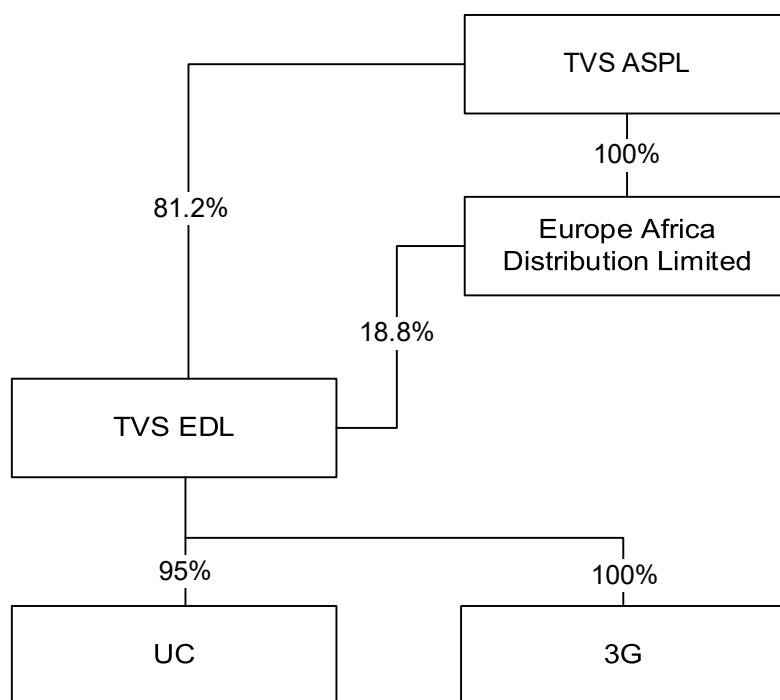 TVS ASPL
100%
81.2%
Europe Africa
Distribution Limited
18.8%
TVS EDL
95%
100%
UC
3G